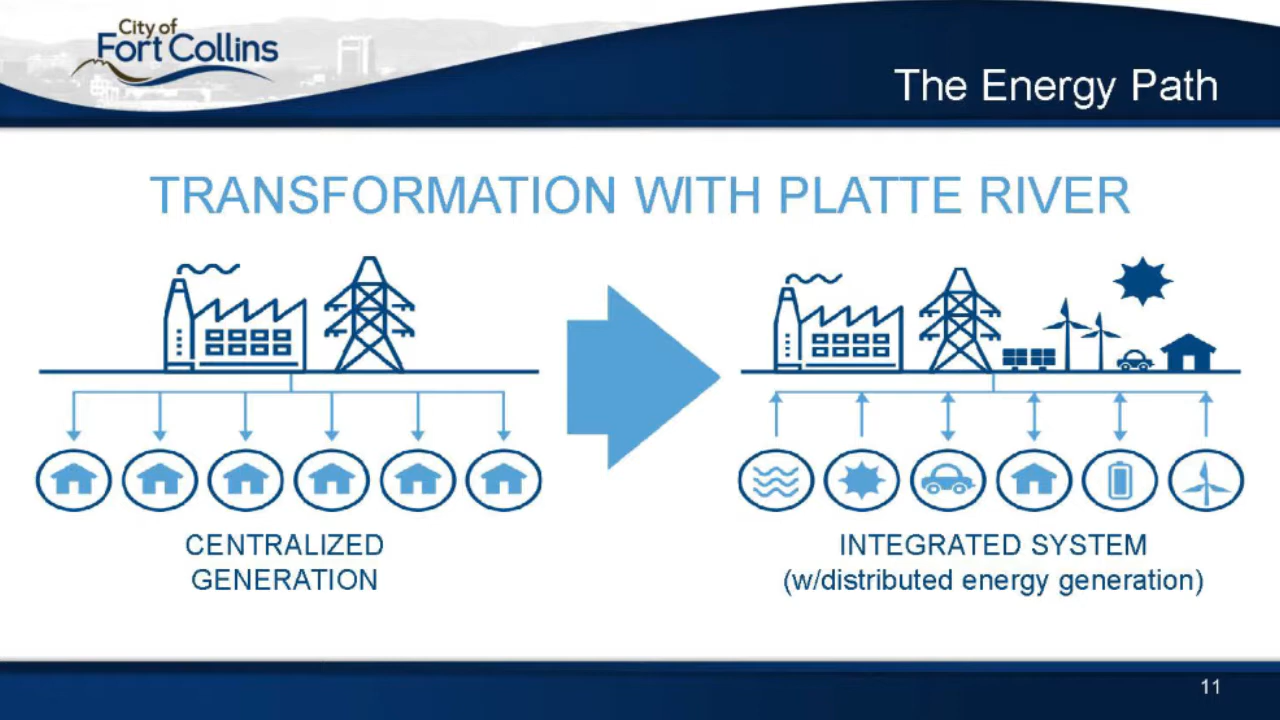 City of
Fort Collins
The Energy Path
TRANSFORMATION WITH PLATTE RIVER
CENTRALIZED
GENERATION
INTEGRATED SYSTEM
(w/distributed energy generation)
11